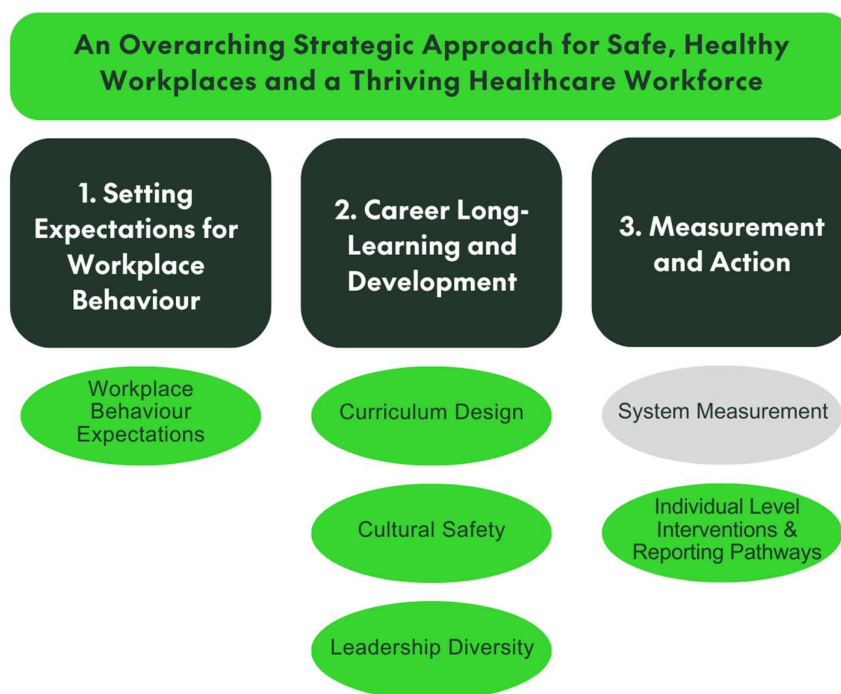 An Overarching Strategic Approach for Safe, Healthy
Workplaces and a Thriving Healthcare Workforce
1. Setting
Expectations for
Workplace
Behaviour
2. Career Long-
Learning and
Development
3. Measurement
and Action
Workplace
Behaviour
Expectations
Curriculum Design
System Measurement
Cultural Safety
Individual Level
Interventions &
Reporting Pathways
Leadership Diversity